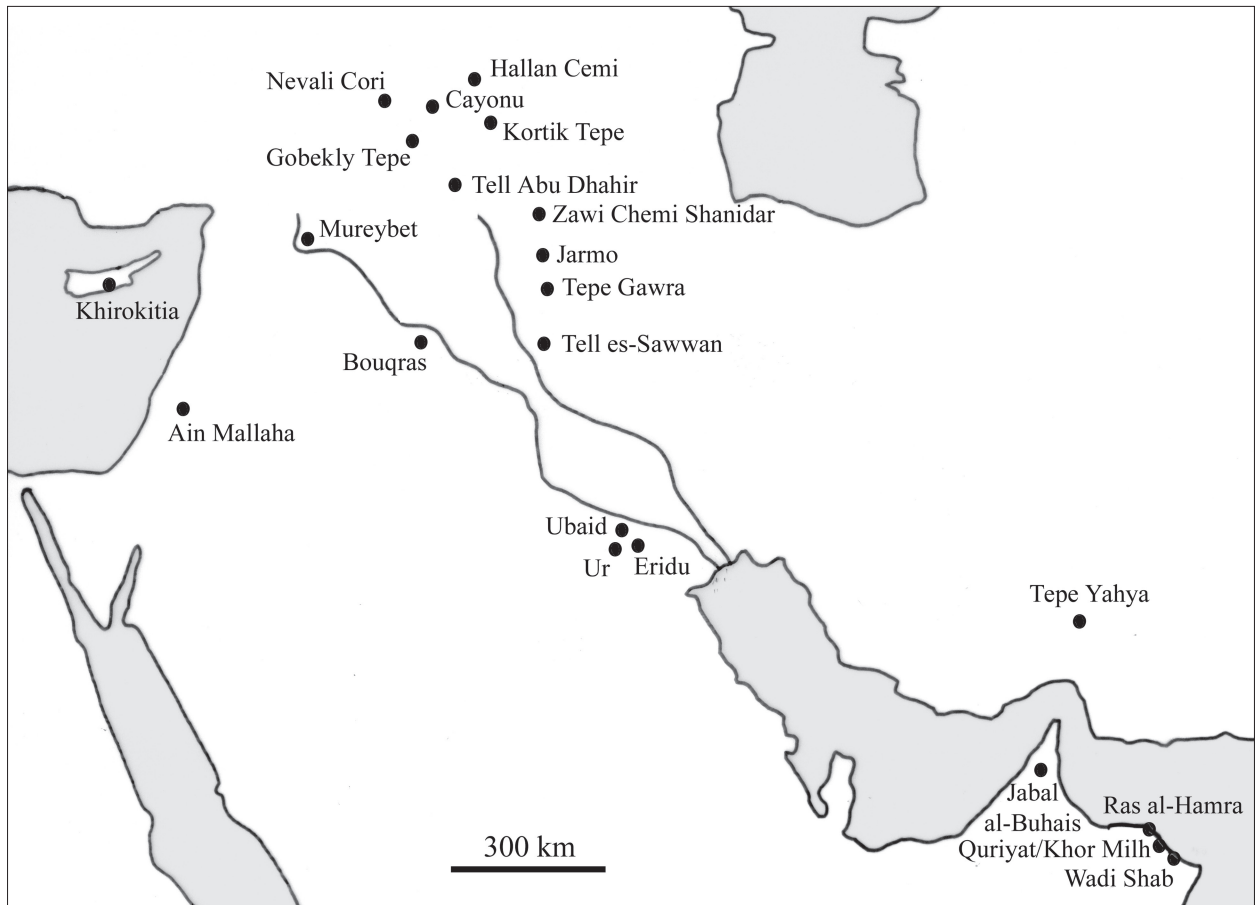 Hallan Cemi
Nevali Cori
Cayonu
Kortik Tepe
Gobekly Tepe
Tell Abu Dhahir
Zawi Chemi Shanidar
Mureybet
Jarmo
Tepe Gawra
Khirokitia
Tell es-Sawwan
Bouqras
Ain Mallaha
Ubaid
Ur
Eridu
Tepe Yahya
Jabal
al-Buhais
Ras al-Hamra
Quriyat/Khor Milh
Wadi Shab
300 km